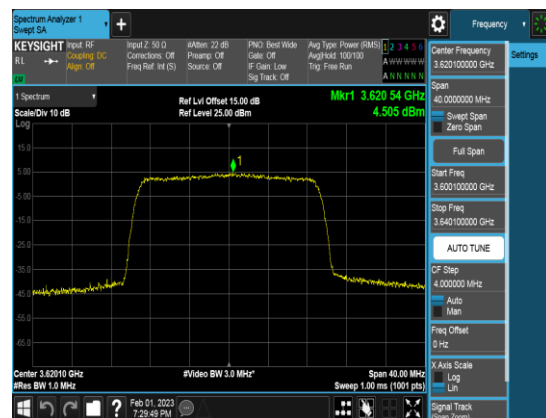 Spectrum Analyzer 1
Swept SA
+
Frequency
KEYSIGHT
RL
Input: RF
Coupling: DC
Align: Off
Input Z: 50 Ω
Corrections: Off
Freq Ref: Int (S)
#Atten: 22 dB
Preamp: Off
Source: Off
PNO: Best Wide
Gate: Off
IF Gain: Low
Sig Track: Off
Avg Type: Power (RMS)
Avg|Hold: 100/100
Trig: Free Run
1 2 3 4 5 6
A W W W W W
A N N N N N
1 Spectrum
Scale/Div 10 dB
Log
Ref Lvl Offset 15.00 dB
Ref Level 25.00 dBm
Mkr1 3.620 54 GHz
4.505 dBm
15.0
5.00
-5.00
-15.0
-25.0
-35.0
-45.0
-55.0
-65.0
1
Center 3.62010 GHz
#Res BW 1.0 MHz
#Video BW 3.0 MHz*
Span 40.00 MHz
Sweep 1.00 ms (1001 pts)
Center Frequency
3.620100000 GHz
Settings
Span
40.0000000 MHz
Swept Span
Zero Span
Full Span
Start Freq
3.600100000 GHz
Stop Freq
3.640100000 GHz
AUTO TUNE
CF Step
4.000000 MHz
Auto
Man
Freq Offset
0 Hz
X Axis Scale
Log
Lin
Signal Track
(Span Zoom)
?
Feb 01, 2023
7:29:49 PM